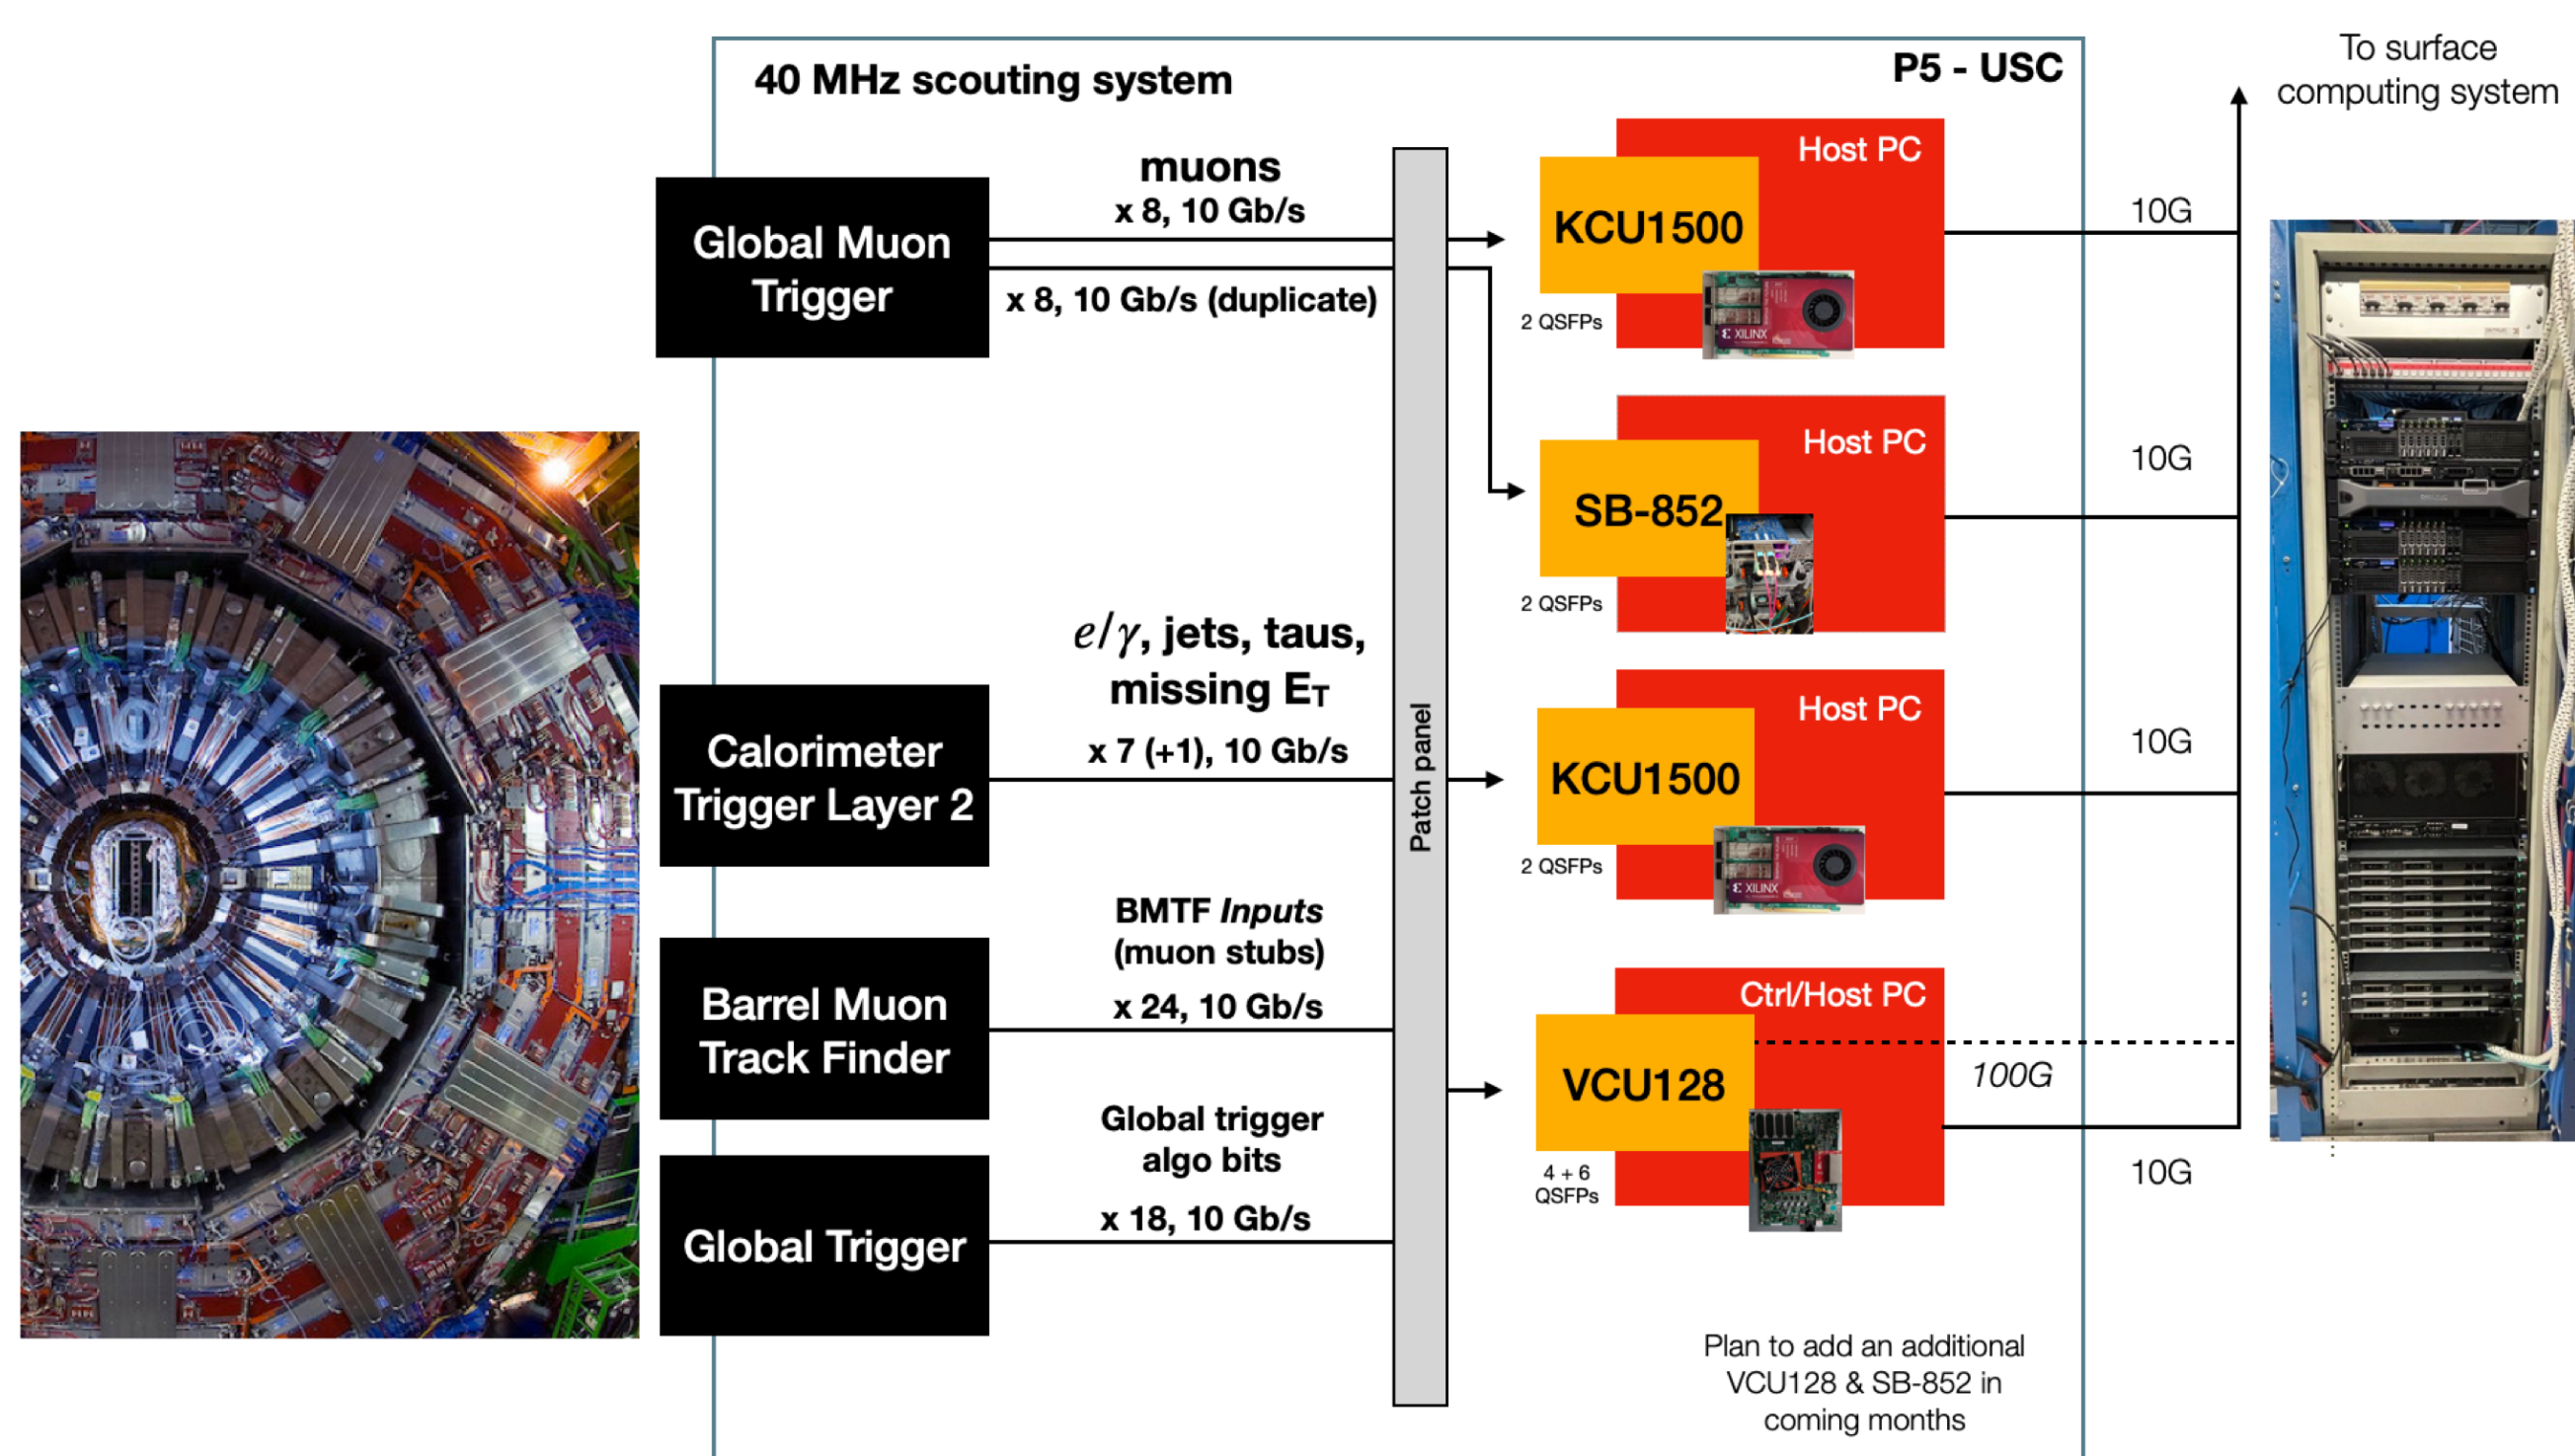 40 MHz scouting system
P5 - USC
To surface
computing system
Global Muon
Trigger
muons
x 8, 10 Gb/s
x 8, 10 Gb/s (duplicate)
Host PC
KCU1500
2 QSFPs
XILINX
10G
Host PC
SB-852
2 QSFPs
10G
Calorimeter
Trigger Layer 2
e/γ, jets, taus,
missing E_T
x 7 (+1), 10 Gb/s
Patch panel
Host PC
KCU1500
2 QSFPs
XILINX
10G
Barrel Muon
Track Finder
BMTF Inputs
(muon stubs)
x 24, 10 Gb/s
Global Trigger
Global trigger
algo bits
x 18, 10 Gb/s
Ctrl/Host PC
VCU128
4 + 6
QSFPs
100G
10G
Plan to add an additional
VCU128 & SB-852 in
coming months